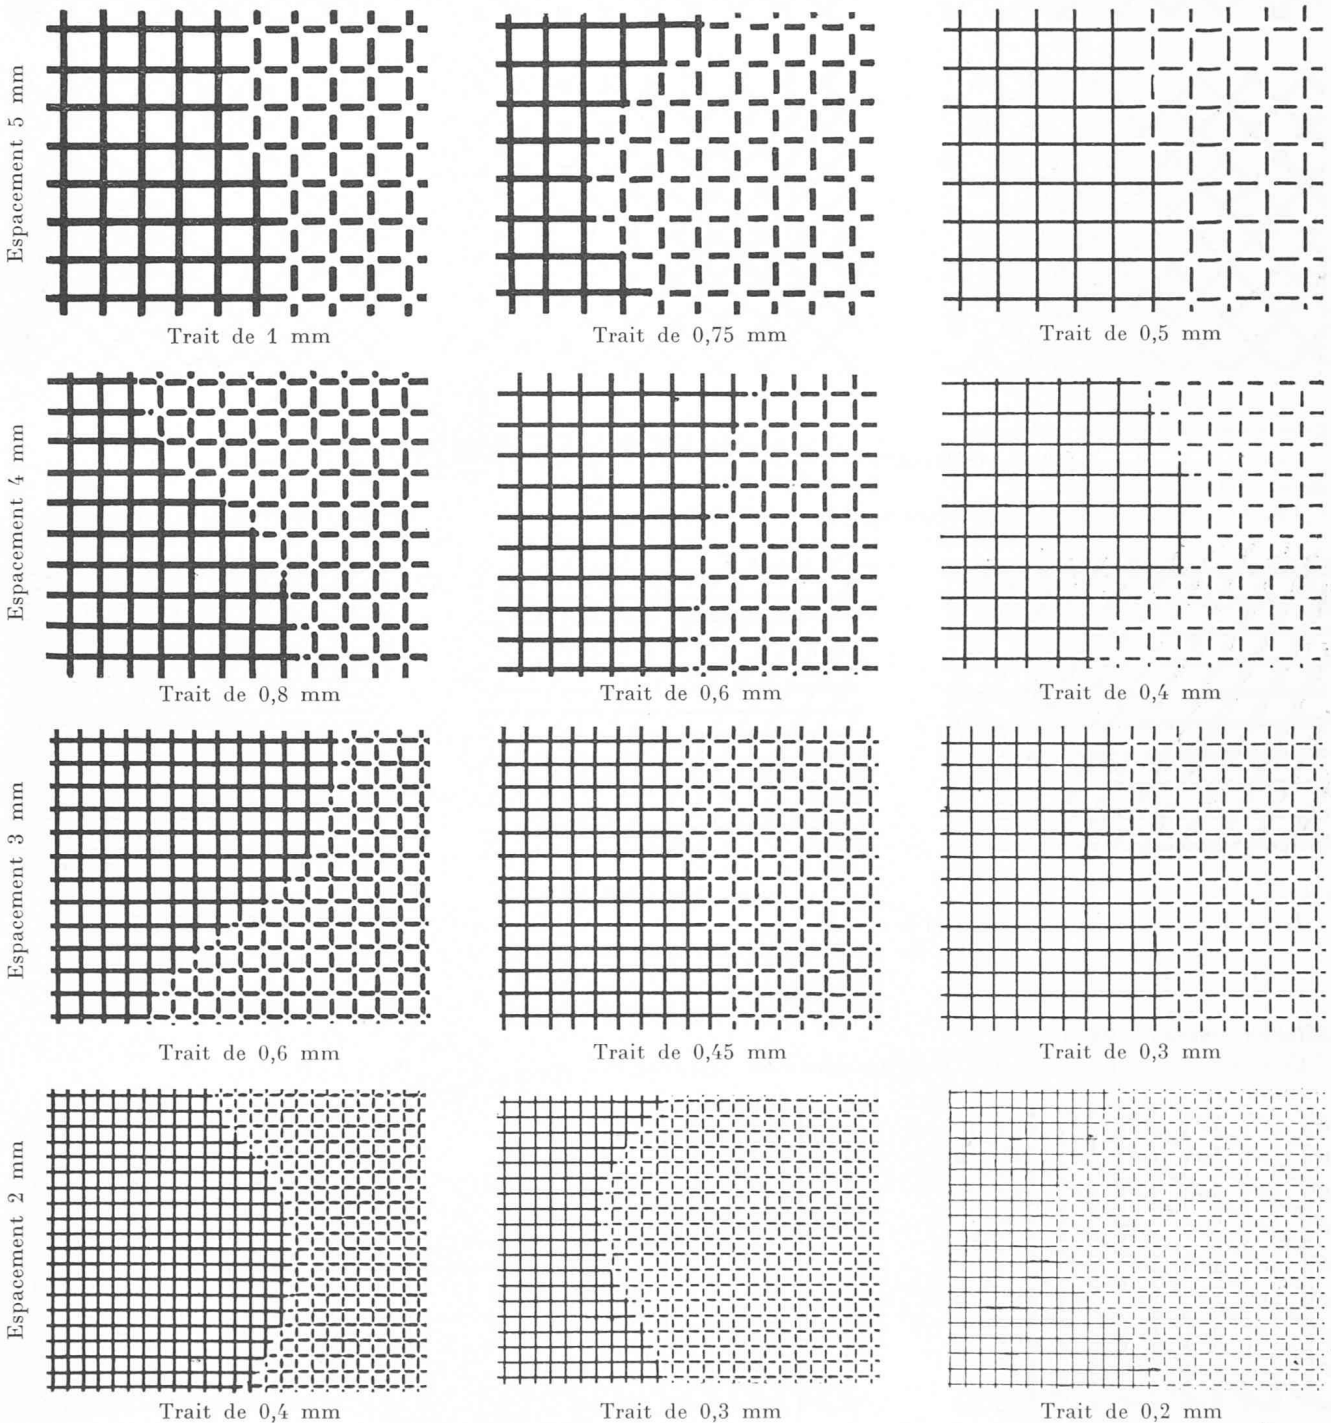 Espacement 5 mm
Trait de 1 mm
Trait de 0,75 mm
Trait de 0,5 mm
Espacement 4 mm
Trait de 0,8 mm
Trait de 0,6 mm
Trait de 0,4 mm
Espacement 3 mm
Trait de 0,6 mm
Trait de 0,45 mm
Trait de 0,3 mm
Espacement 2 mm
Trait de 0,4 mm
Trait de 0,3 mm
Trait de 0,2 mm